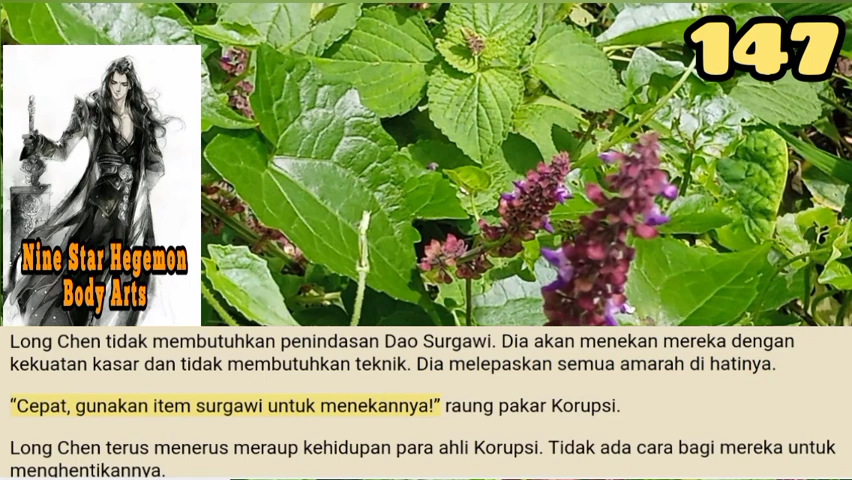 147
Nine Star Hegemon
Body Arts
Long Chen tidak membutuhkan penindasan Dao Surgawi. Dia akan menekan mereka dengan
kekuatan kasar dan tidak membutuhkan teknik. Dia melepaskan semua amarah di hatinya.
“Cepat, gunakan item surgawi untuk menekannya!” raung pakar Korupsi.
Long Chen terus menerus meraup kehidupan para ahli Korupsi. Tidak ada cara bagi mereka untuk
menghentikannya.